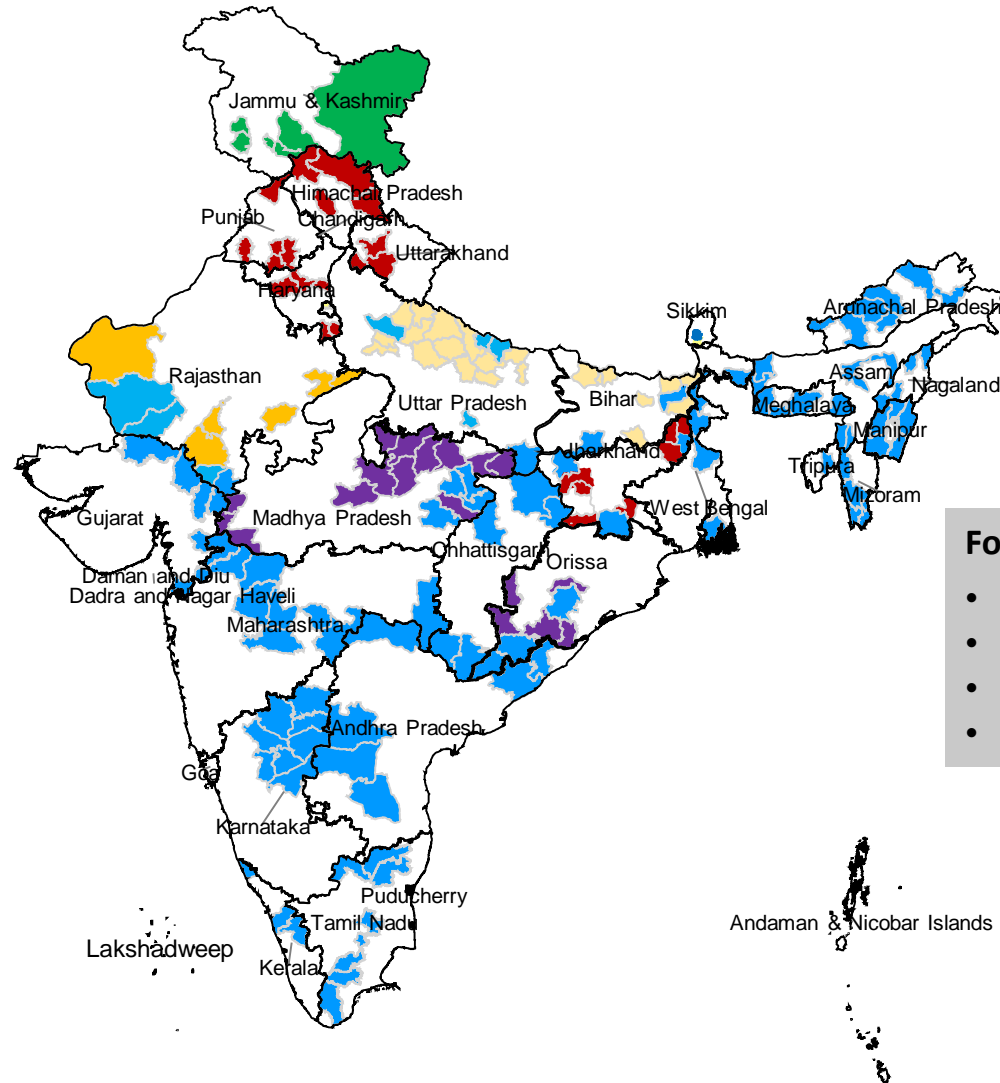 Jammu & Kashmir
Himachal Pradesh
Punjab
Chandigarh
Uttarakhand
Haryana
Sikkim
Arunachal Pradesh
Rajasthan
Assam
Nagaland
Uttar Pradesh
Bihar
Meghalaya
Manipur
Jharkhand
Tripura
Mizoram
Gujarat
Madhya Pradesh
West Bengal
Fo
Chhattisgarh
Orissa
Daman and Diu
Dadra and Nagar Haveli
Maharashtra
•
•
•
•
Andhra Pradesh
Goa
Karnataka
Puducherry
Tamil Nadu
Andaman & Nicobar Islands
Lakshadweep
Kerala